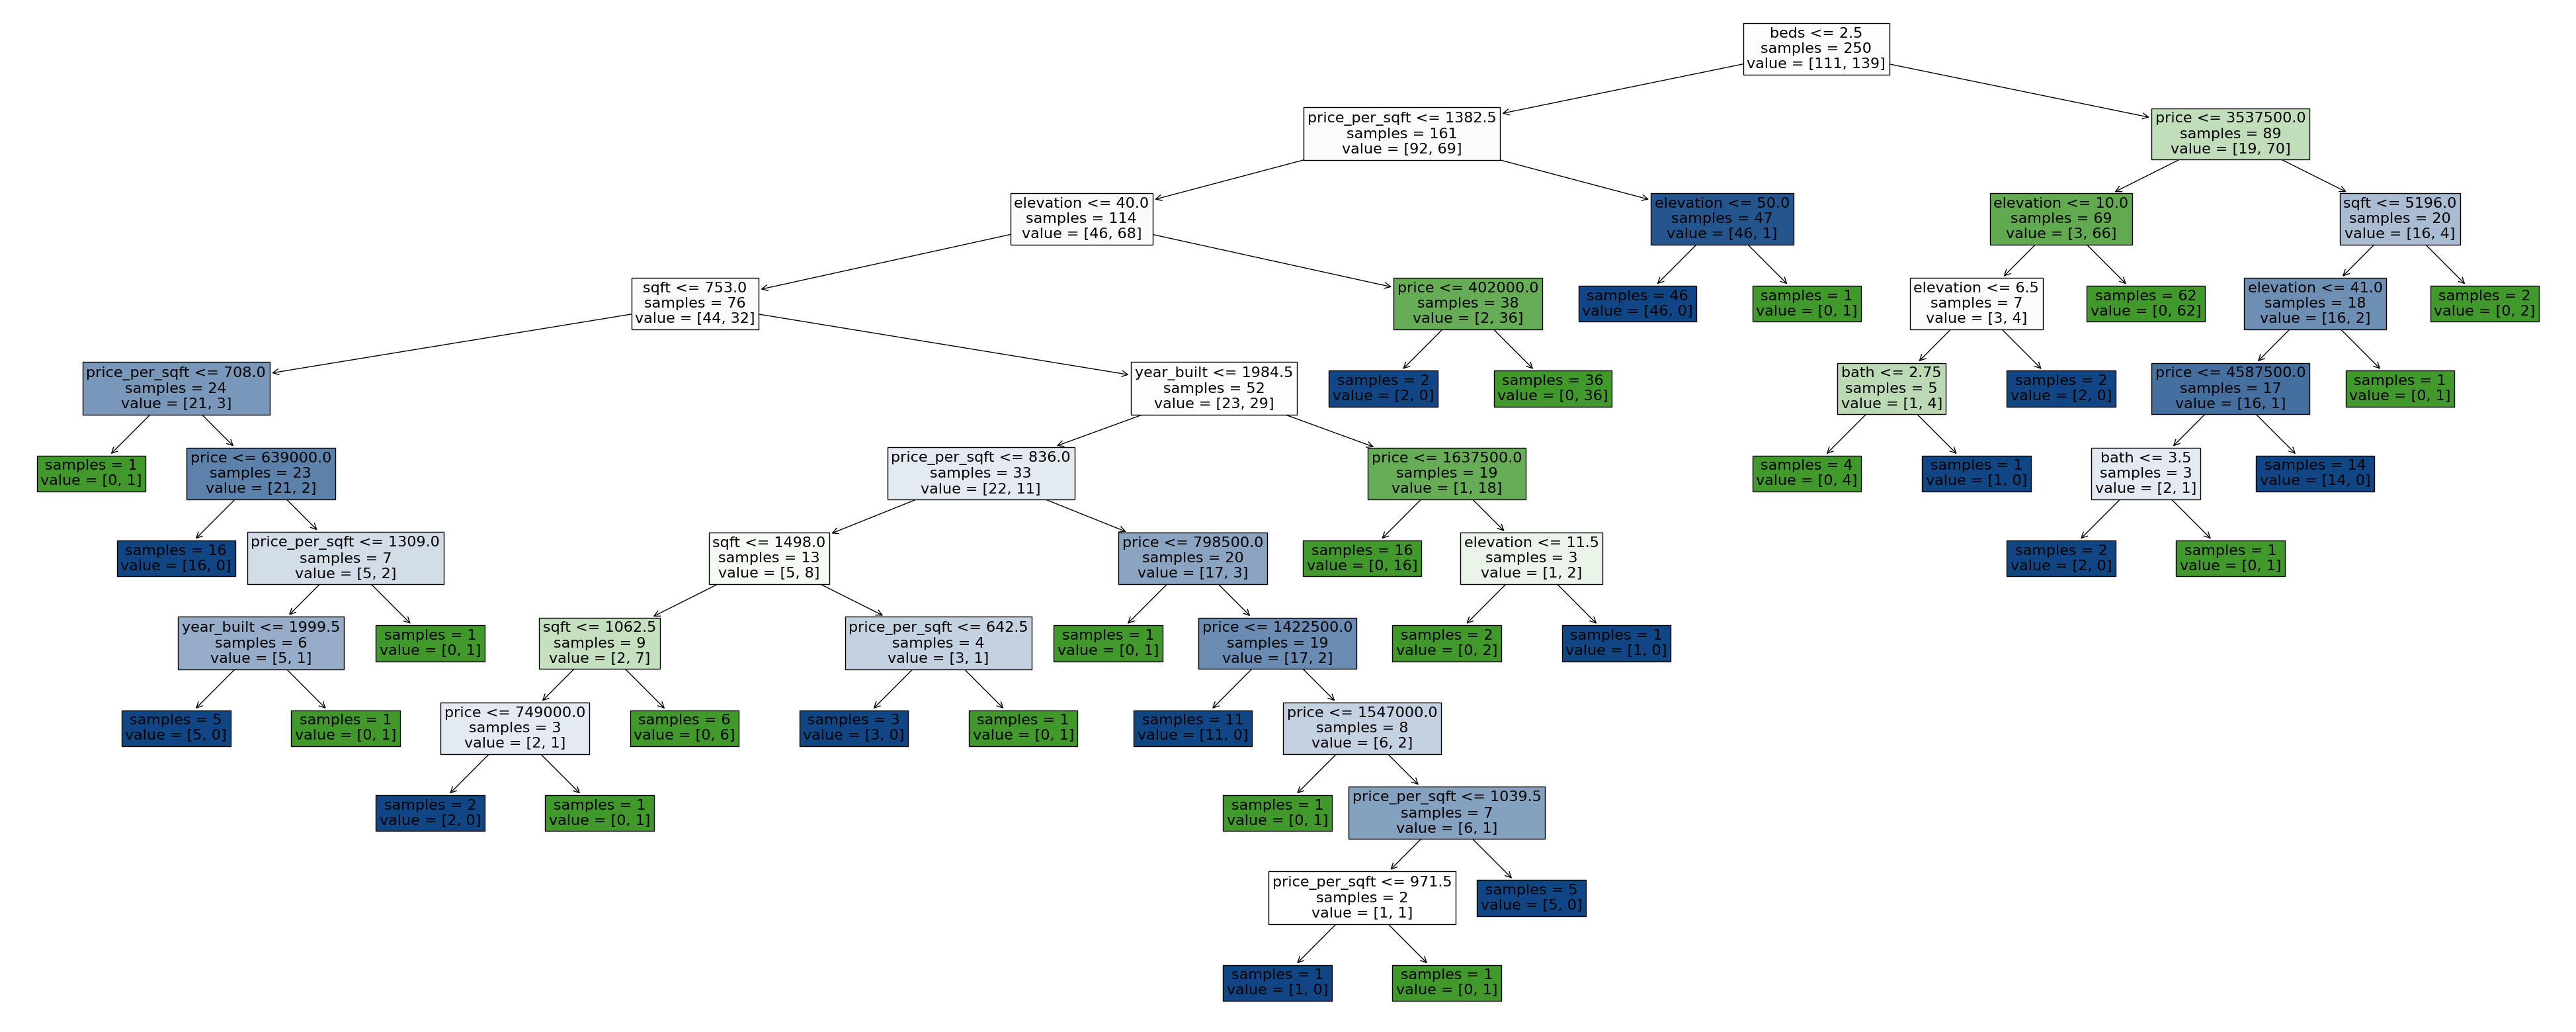 beds <= 2.5
samples = 250
value = [111, 139]
price_per_sqft <= 1382.5
samples = 161
value = [92, 69]
price <= 3537500.0
samples = 89
value = [19, 70]
elevation <= 40.0
samples = 114
value = [46, 68]
elevation <= 50.0
samples = 47
value = [46, 1]
elevation <= 10.0
samples = 69
value = [3, 66]
sqft <= 5196.0
samples = 20
value = [16, 4]
sqft <= 753.0
samples = 76
value = [44, 32]
price <= 402000.0
samples = 38
value = [2, 36]
samples = 46
value = [46, 0]
samples = 1
value = [0, 1]
elevation <= 6.5
samples = 7
value = [3, 4]
samples = 62
value = [0, 62]
elevation <= 41.0
samples = 18
value = [16, 2]
samples = 2
value = [0, 2]
price_per_sqft <= 708.0
samples = 24
value = [21, 3]
year_built <= 1984.5
samples = 52
value = [23, 29]
samples = 2
value = [2, 0]
samples = 36
value = [0, 36]
bath <= 2.75
samples = 5
value = [1, 4]
samples = 2
value = [2, 0]
price <= 4587500.0
samples = 17
value = [16, 1]
samples = 1
value = [0, 1]
samples = 1
value = [0, 1]
price <= 639000.0
samples = 23
value = [21, 2]
price_per_sqft <= 836.0
samples = 33
value = [22, 11]
price <= 1637500.0
samples = 19
value = [1, 18]
samples = 4
value = [0, 4]
samples = 1
value = [1, 0]
bath <= 3.5
samples = 3
value = [2, 1]
samples = 14
value = [14, 0]
samples = 16
value = [16, 0]
price_per_sqft <= 1309.0
samples = 7
value = [5, 2]
sqft <= 1498.0
samples = 13
value = [5, 8]
price <= 798500.0
samples = 20
value = [17, 3]
samples = 16
value = [0, 16]
elevation <= 11.5
samples = 3
value = [1, 2]
samples = 2
value = [2, 0]
samples = 1
value = [0, 1]
year_built <= 1999.5
samples = 6
value = [5, 1]
samples = 1
value = [0, 1]
sqft <= 1062.5
samples = 9
value = [2, 7]
price_per_sqft <= 642.5
samples = 4
value = [3, 1]
samples = 1
value = [0, 1]
price <= 1422500.0
samples = 19
value = [17, 2]
samples = 2
value = [0, 2]
samples = 1
value = [1, 0]
samples = 5
value = [5, 0]
samples = 1
value = [0, 1]
price <= 749000.0
samples = 3
value = [2, 1]
samples = 6
value = [0, 6]
samples = 3
value = [3, 0]
samples = 1
value = [0, 1]
samples = 11
value = [11, 0]
price <= 1547000.0
samples = 8
value = [6, 2]
samples = 2
value = [2, 0]
samples = 1
value = [0, 1]
samples = 1
value = [0, 1]
price_per_sqft <= 1039.5
samples = 7
value = [6, 1]
price_per_sqft <= 971.5
samples = 2
value = [1, 1]
samples = 5
value = [5, 0]
samples = 1
value = [1, 0]
samples = 1
value = [0, 1]